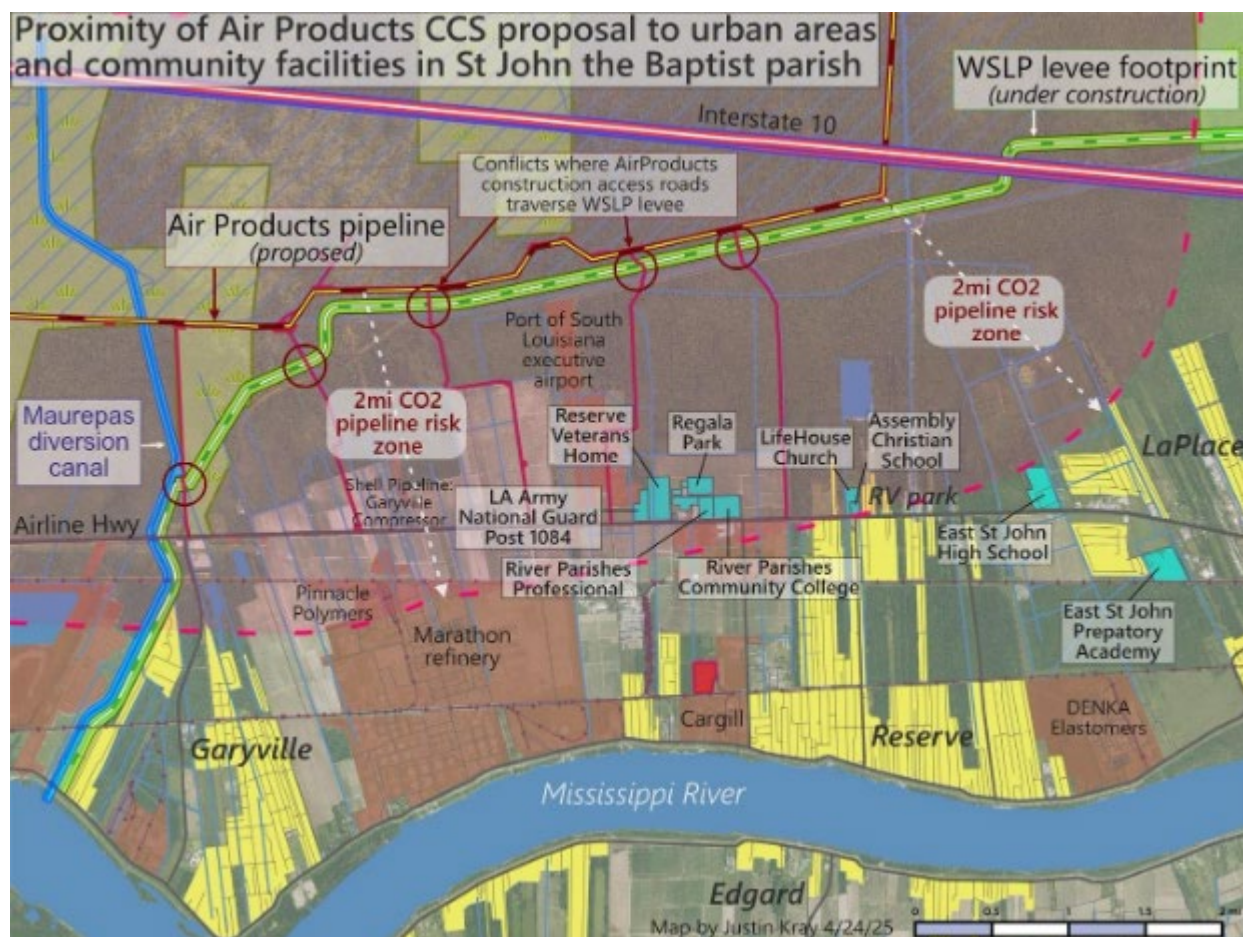 Proximity of Air Products CCS proposal to urban areas
and community facilities in St John the Baptist parish
WSLP levee footprint
(under construction)
Interstate 10
Conflicts where AirProducts
construction access roads
traverse WSLP levee
Air Products pipeline
(proposed)
2mi CO2
pipeline risk
zone
Port of South
Louisiana
executive
airport
Maurepas
diversion
canal
2mi CO2
pipeline risk
zone
Reserve
Veterans
Home
Regala
Park
LifeHouse
Church
Assembly
Christian
School
LaPlace
Shell Pipeline:
Garyville
Compressor
LA Army
National Guard
Post 1084
RV park
Airline Hwy
East St John
High School
River Parishes
Professional
River Parishes
Community College
Pinnacle
Polymers
Marathon
refinery
East St John
Prepatory
Academy
Garyville
Cargill
Reserve
DENKA
Elastomers
Mississippi River
Edgard
Map by Justin Kray 4/24/25
0 0.5 1 1.5 2 mi